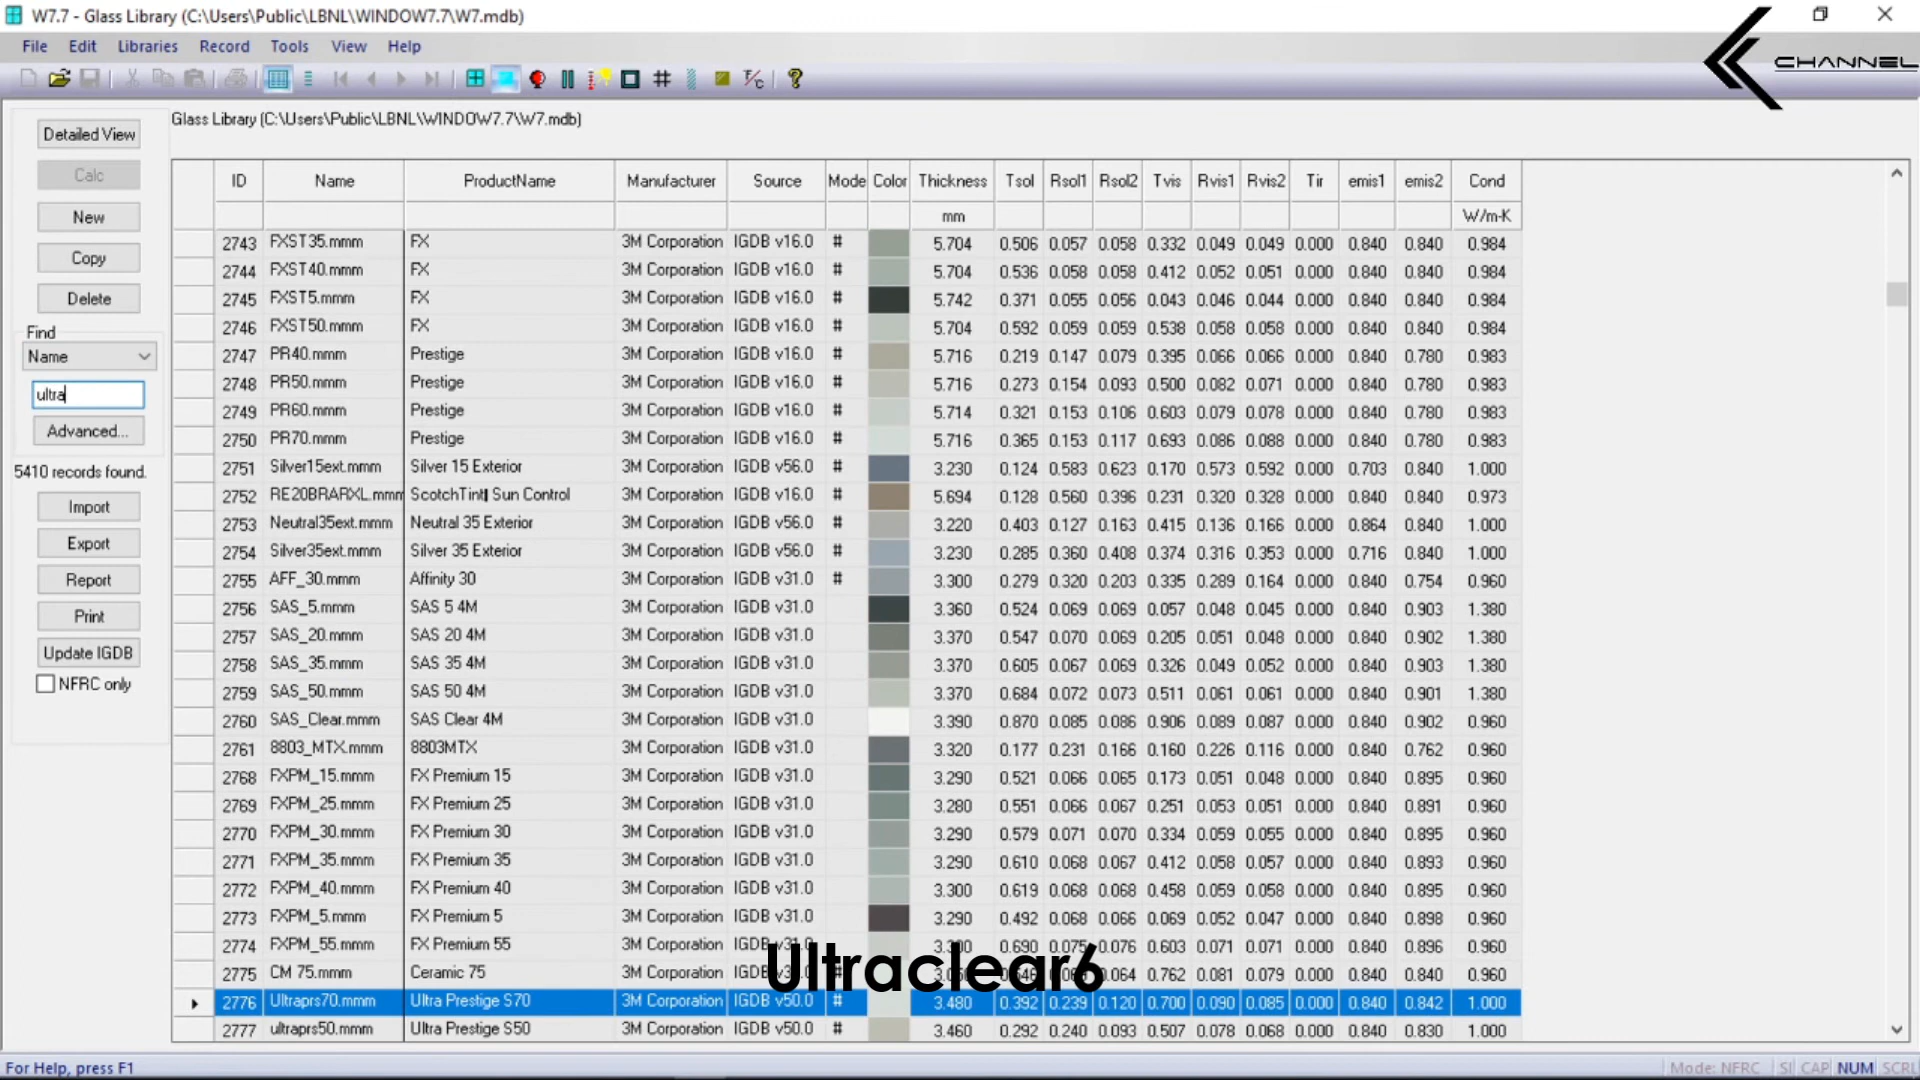 W7.7 - Glass Library (C:\Users\Public\LBNL\WINDOW7.7\W7.mdb)
File Edit Libraries Record Tools View Help
CHANNEL
Glass Library (C:\Users\Public\LBNL\WINDOW7.7\W7.mdb)
Detailed View
Calc
New
Copy
Delete
Find
Name
ultra
Advanced...
5410 records found.
Import
Export
Report
Print
Update IGDB
NFRC only
ID Name ProductName Manufacturer Source Mode Color Thickness Tsol Rsol1 Rsol2 Tvis Rvis1 Rvis2 Tir emis1 emis2 Cond
mm W/m-K
2743 FXST35.mmm FX 3M Corporation IGDB v16.0 # 5.704 0.506 0.057 0.058 0.332 0.049 0.049 0.000 0.840 0.840 0.984
2744 FXST40.mmm FX 3M Corporation IGDB v16.0 # 5.704 0.536 0.058 0.058 0.412 0.052 0.051 0.000 0.840 0.840 0.984
2745 FXST5.mmm FX 3M Corporation IGDB v16.0 # 5.742 0.371 0.055 0.056 0.043 0.046 0.044 0.000 0.840 0.840 0.984
2746 FXST50.mmm FX 3M Corporation IGDB v16.0 # 5.704 0.592 0.059 0.059 0.538 0.058 0.058 0.000 0.840 0.840 0.984
2747 PR40.mmm Prestige 3M Corporation IGDB v16.0 # 5.716 0.219 0.147 0.079 0.395 0.066 0.066 0.000 0.840 0.780 0.983
2748 PR50.mmm Prestige 3M Corporation IGDB v16.0 # 5.716 0.273 0.154 0.093 0.500 0.082 0.071 0.000 0.840 0.780 0.983
2749 PR60.mmm Prestige 3M Corporation IGDB v16.0 # 5.714 0.321 0.153 0.106 0.603 0.079 0.078 0.000 0.840 0.780 0.983
2750 PR70.mmm Prestige 3M Corporation IGDB v16.0 # 5.716 0.365 0.153 0.117 0.693 0.086 0.088 0.000 0.840 0.780 0.983
2751 Silver15ext.mmm Silver 15 Exterior 3M Corporation IGDB v56.0 # 3.230 0.124 0.583 0.623 0.170 0.573 0.592 0.000 0.703 0.840 1.000
2752 RE20BRARXL.mmm ScotchTint| Sun Control 3M Corporation IGDB v16.0 # 5.694 0.128 0.560 0.396 0.231 0.320 0.328 0.000 0.840 0.840 0.973
2753 Neutral35ext.mmm Neutral 35 Exterior 3M Corporation IGDB v56.0 # 3.220 0.403 0.127 0.163 0.415 0.136 0.166 0.000 0.864 0.840 1.000
2754 Silver35ext.mmm Silver 35 Exterior 3M Corporation IGDB v56.0 # 3.230 0.285 0.360 0.408 0.374 0.316 0.353 0.000 0.716 0.840 1.000
2755 AFF_30.mmm Affinity 30 3M Corporation IGDB v31.0 # 3.300 0.279 0.320 0.203 0.335 0.289 0.164 0.000 0.840 0.754 0.960
2756 SAS_5.mmm SAS 5 4M 3M Corporation IGDB v31.0 3.360 0.524 0.069 0.069 0.057 0.048 0.045 0.000 0.840 0.903 1.380
2757 SAS_20.mmm SAS 20 4M 3M Corporation IGDB v31.0 3.370 0.547 0.070 0.069 0.205 0.051 0.048 0.000 0.840 0.902 1.380
2758 SAS_35.mmm SAS 35 4M 3M Corporation IGDB v31.0 3.370 0.605 0.067 0.069 0.326 0.049 0.052 0.000 0.840 0.903 1.380
2759 SAS_50.mmm SAS 50 4M 3M Corporation IGDB v31.0 3.370 0.684 0.072 0.073 0.511 0.061 0.061 0.000 0.840 0.901 1.380
2760 SAS_Clear.mmm SAS Clear 4M 3M Corporation IGDB v31.0 3.390 0.870 0.085 0.086 0.906 0.089 0.087 0.000 0.840 0.902 0.960
2761 8803_MTX.mmm 8803MTX 3M Corporation IGDB v31.0 3.320 0.177 0.231 0.166 0.160 0.226 0.116 0.000 0.840 0.762 0.960
2768 FXPM_15.mmm FX Premium 15 3M Corporation IGDB v31.0 3.290 0.521 0.066 0.065 0.173 0.051 0.048 0.000 0.840 0.895 0.960
2769 FXPM_25.mmm FX Premium 25 3M Corporation IGDB v31.0 3.280 0.551 0.066 0.067 0.251 0.053 0.051 0.000 0.840 0.891 0.960
2770 FXPM_30.mmm FX Premium 30 3M Corporation IGDB v31.0 3.290 0.579 0.071 0.070 0.334 0.059 0.055 0.000 0.840 0.895 0.960
2771 FXPM_35.mmm FX Premium 35 3M Corporation IGDB v31.0 3.290 0.610 0.068 0.067 0.412 0.058 0.057 0.000 0.840 0.893 0.960
2772 FXPM_40.mmm FX Premium 40 3M Corporation IGDB v31.0 3.300 0.619 0.068 0.068 0.458 0.059 0.058 0.000 0.840 0.895 0.960
2773 FXPM_5.mmm FX Premium 5 3M Corporation IGDB v31.0 3.290 0.492 0.068 0.066 0.069 0.052 0.047 0.000 0.840 0.898 0.960
2774 FXPM_55.mmm FX Premium 55 3M Corporation IGDB v31.0 0.690 0.075 0.076 0.603 0.071 0.071 0.000 0.840 0.896 0.960
2775 CM 75.mmm Ceramic 75 3M Corporation IGDB 0.064 0.762 0.081 0.079 0.000 0.840 0.840 0.960
Ultraclear6
2776 Ultraprs70.mmm Ultra Prestige S70 3M Corporation IGDB v50.0 # 3.480 0.392 0.239 0.120 0.700 0.090 0.085 0.000 0.840 0.842 1.000
2777 ultraprs50.mmm Ultra Prestige S50 3M Corporation IGDB v50.0 # 3.460 0.292 0.240 0.093 0.507 0.078 0.068 0.000 0.840 0.830 1.000
For Help, press F1
Mode: NFRC SI CAP NUM SCRL